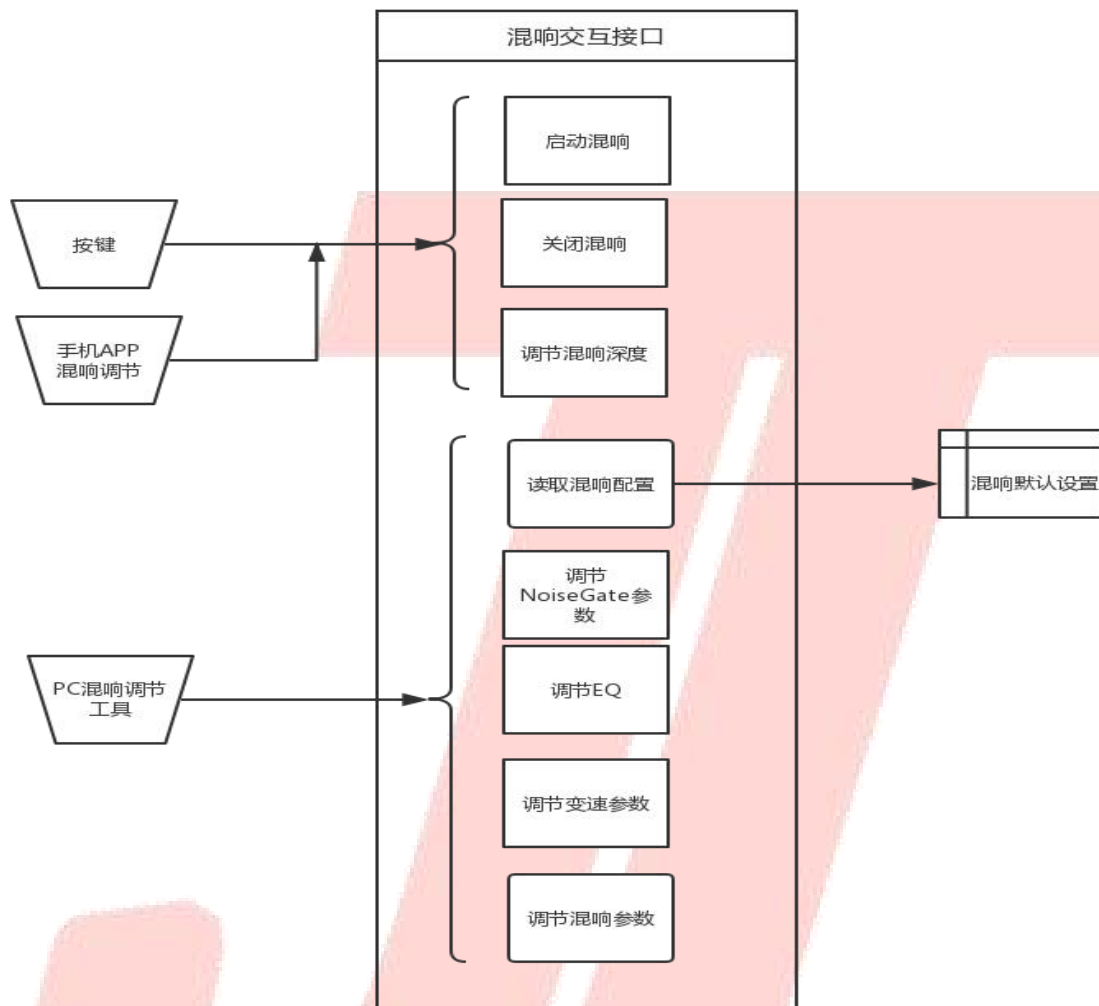 混响交互接口
启动混响
按键
关闭混响
手机APP
混响调节
调节混响深度
读取混响配置
混响默认设置
调节
NoiseGate参
数
PC混响调节
工具
调节EQ
调节变速参数
调节混响参数